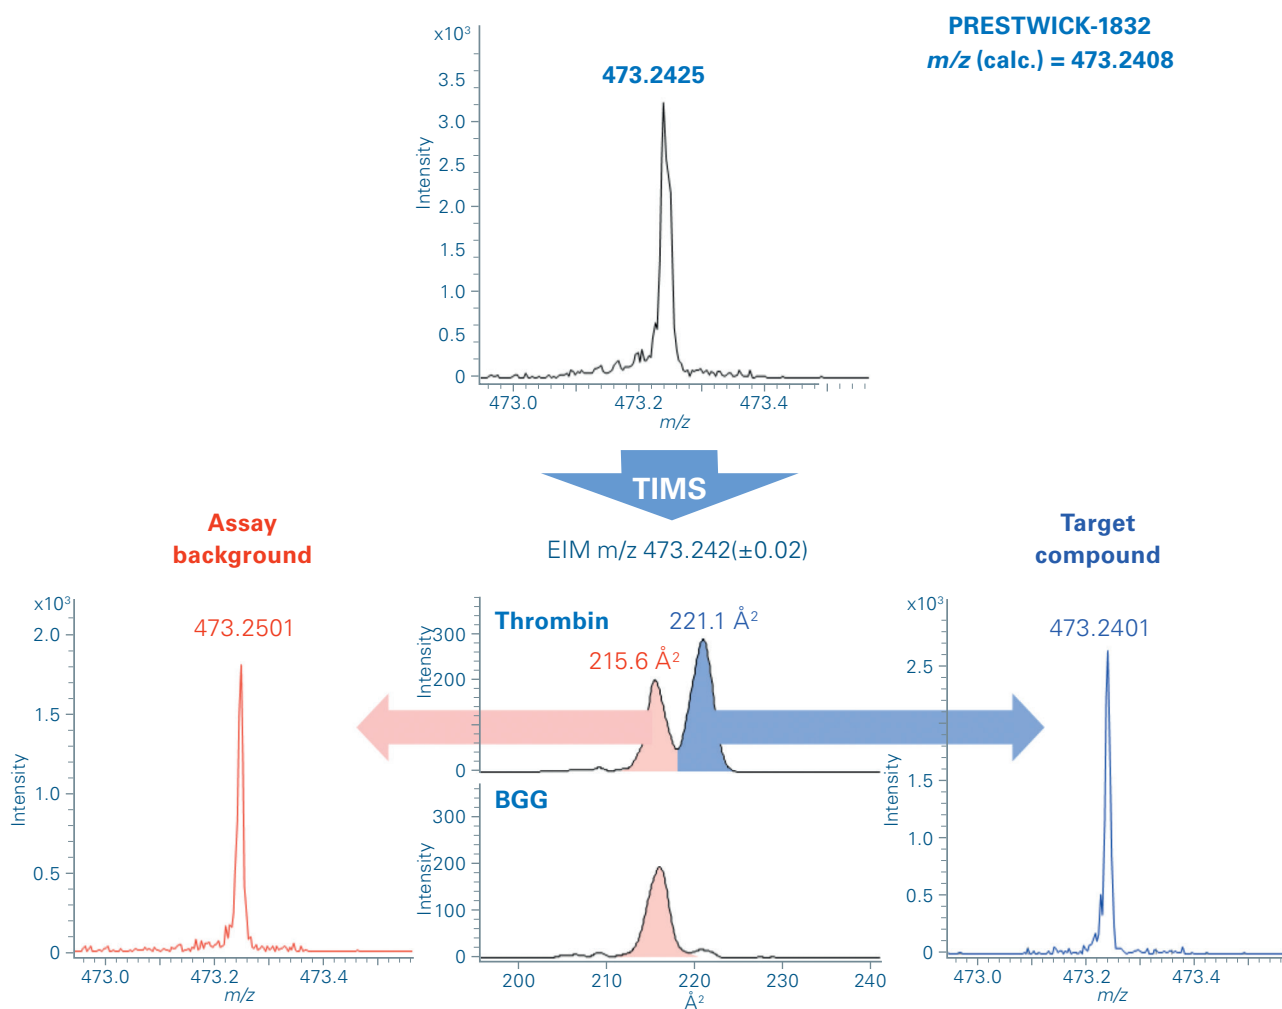 PRESTWICK-1832
m/z (calc.) = 473.2408
x10³
473.2425
3.5
3.0
2.5
2.0
1.5
1.0
0.5
0
Intensity
473.0
473.2
473.4
m/z
TIMS
EIM m/z 473.242(±0.02)
Assay
background
Target
compound
x10³
473.2501
2.0
1.5
1.0
0.5
0
Intensity
473.0
473.2
473.4
m/z
Thrombin
221.1 Å²
215.6 Å²
300
200
0
Intensity
BGG
300
200
100
0
Intensity
200
210
220
230
240
Å²
x10³
473.2401
2.5
1.5
1.0
0.5
0
Intensity
473.0
473.2
473.4
m/z